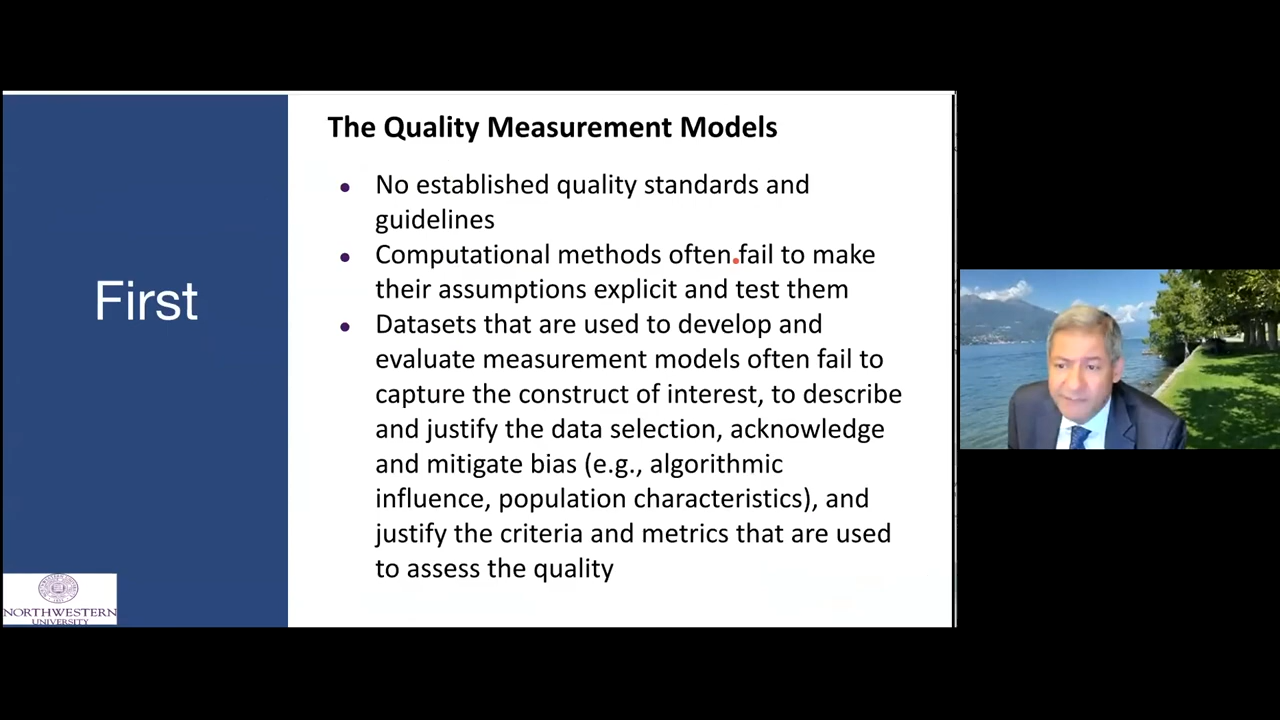 First
The Quality Measurement Models
• No established quality standards and
guidelines
• Computational methods often fail to make
their assumptions explicit and test them
• Datasets that are used to develop and
evaluate measurement models often fail to
capture the construct of interest, to describe
and justify the data selection, acknowledge
and mitigate bias (e.g., algorithmic
influence, population characteristics), and
justify the criteria and metrics that are used
to assess the quality
NORTHWESTERN
UNIVERSITY